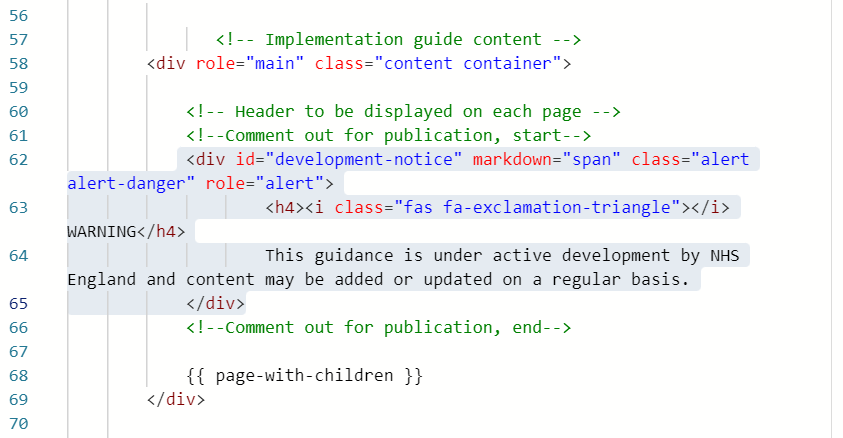 56
57 <!-- Implementation guide content -->
58 <div role="main" class="content container">
59
60 <!-- Header to be displayed on each page -->
61 <!--Comment out for publication, start-->
62 <div id="development-notice" markdown="span" class="alert
alert-danger" role="alert">
63 <h4><i class="fas fa-exclamation-triangle"></i>
WARNING</h4>
64 This guidance is under active development by NHS
England and content may be added or updated on a regular basis.
65 </div>
66 <!--Comment out for publication, end-->
67
68 {{ page-with-children }}
69 </div>
70